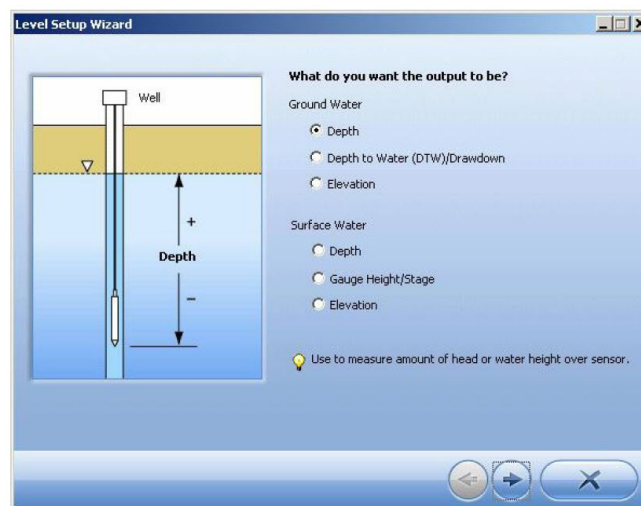 Level Setup Wizard
Well
+
Depth
–
What do you want the output to be?
Ground Water
Depth
Depth to Water (DTW)/Drawdown
Elevation
Surface Water
Depth
Gauge Height/Stage
Elevation
Use to measure amount of head or water height over sensor.